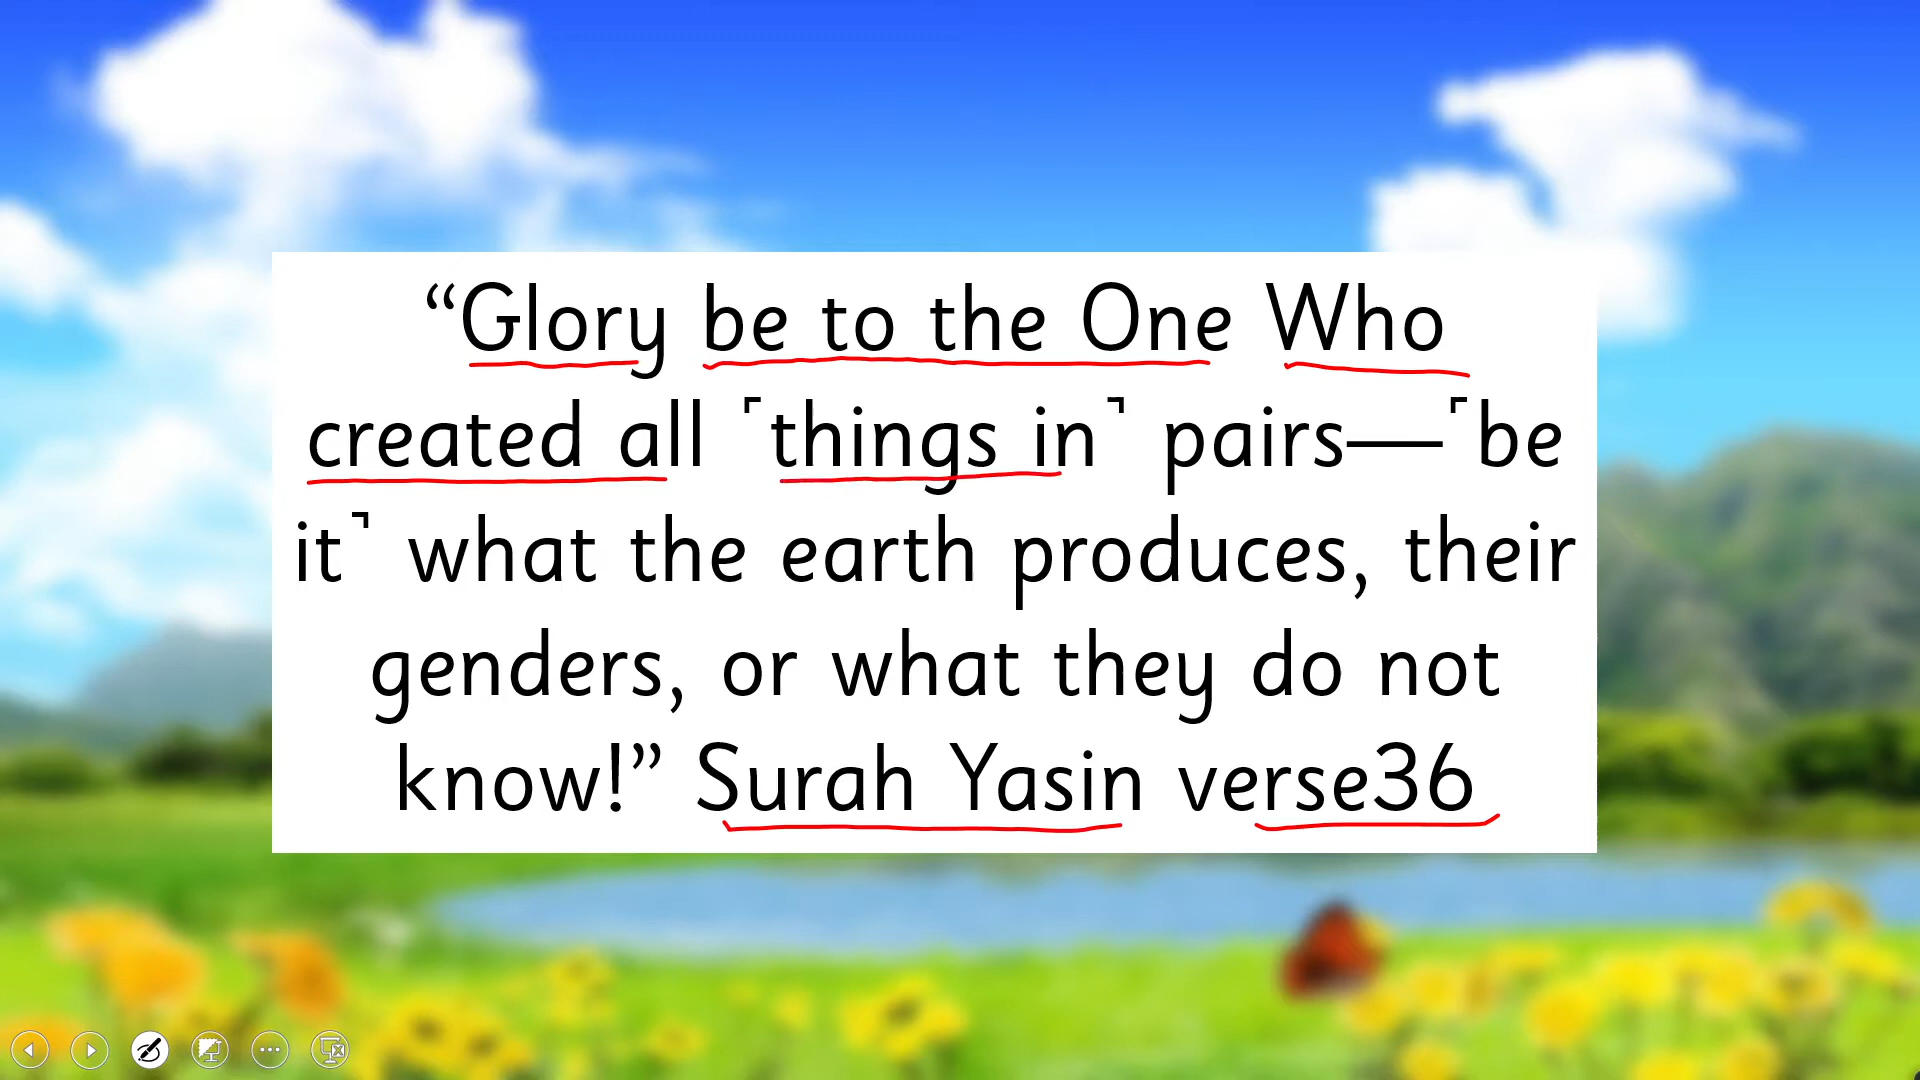 “Glory be to the One Who
created all ˹things in˺ pairs—˹be
it˺ what the earth produces, their
genders, or what they do not
know!” Surah Yasin verse36